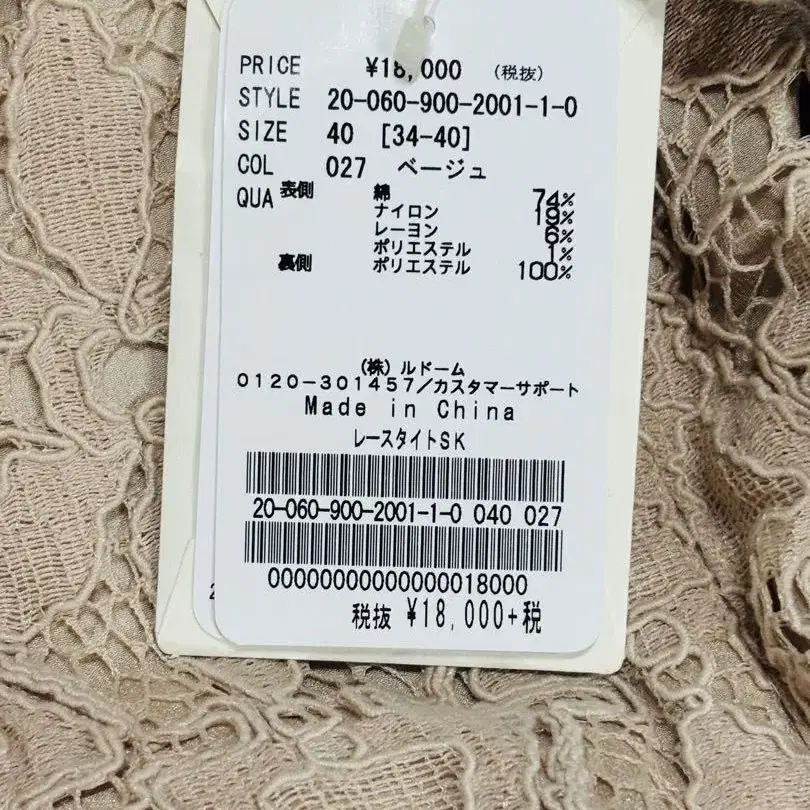 PRICE ¥18,000 (税抜)
STYLE 20-060-900-2001-1-0
SIZE 40 [34-40]
COL 027 ベージュ
QUA 表側 綿 74%
ナイロン 19%
レーヨン 6%
ポリエステル 1%
裏側 ポリエステル 100%
(株)ルドーム
0120-301457/カスタマーサポート
Made in China
レースタイトSK
20-060-900-2001-1-0 040 027
00000000000000018000
税抜 ¥18,000+税
2